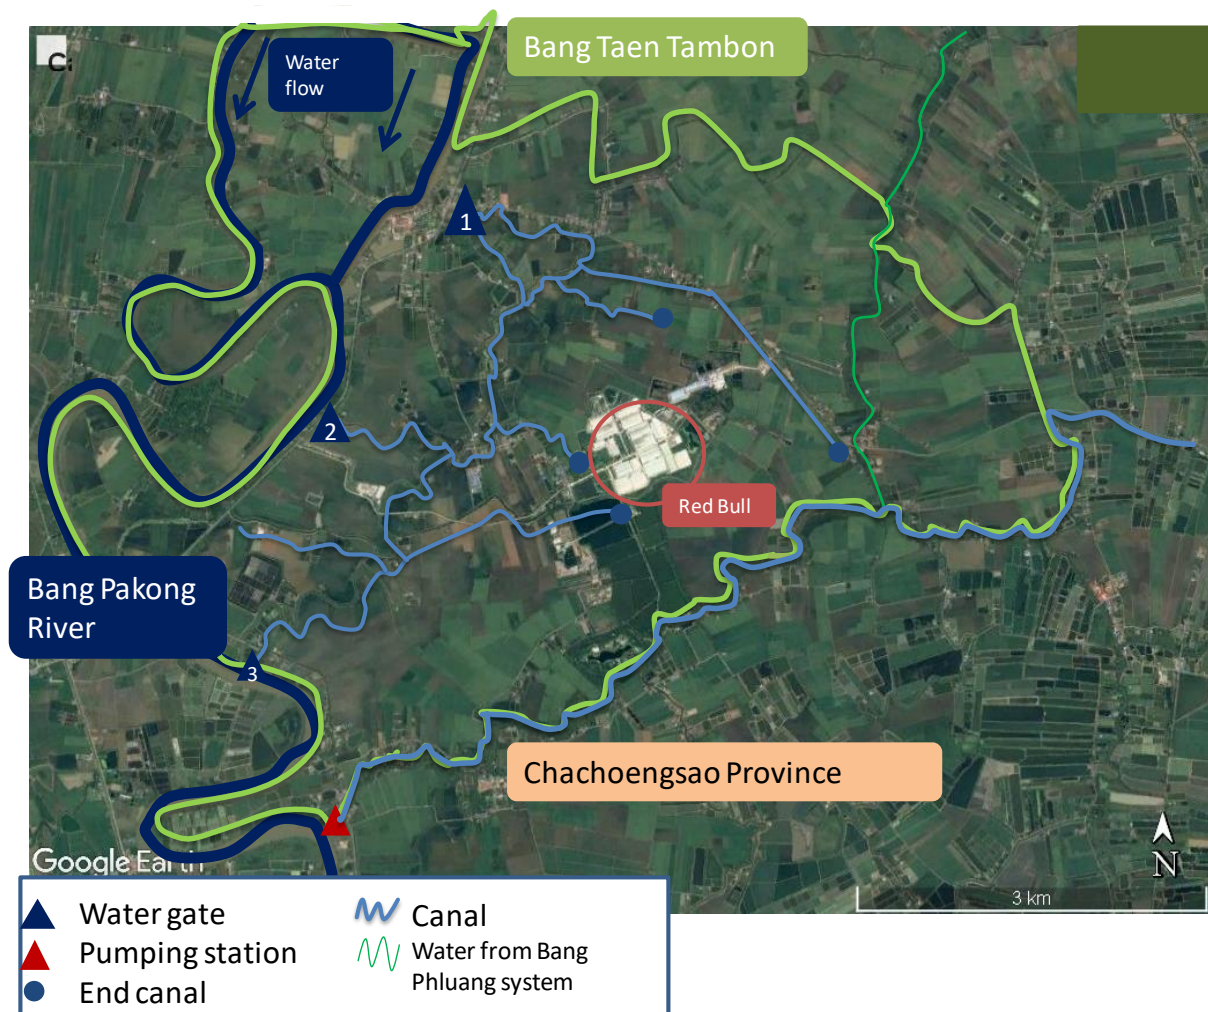 Bang Taen Tambon
Water
flow
1
2
Red Bull
Bang Pakong
River
3
Chachoengsao Province
N
Google Earth
3 km
Water gate
Canal
Pumping station
Water from Bang
Phluang system
End canal